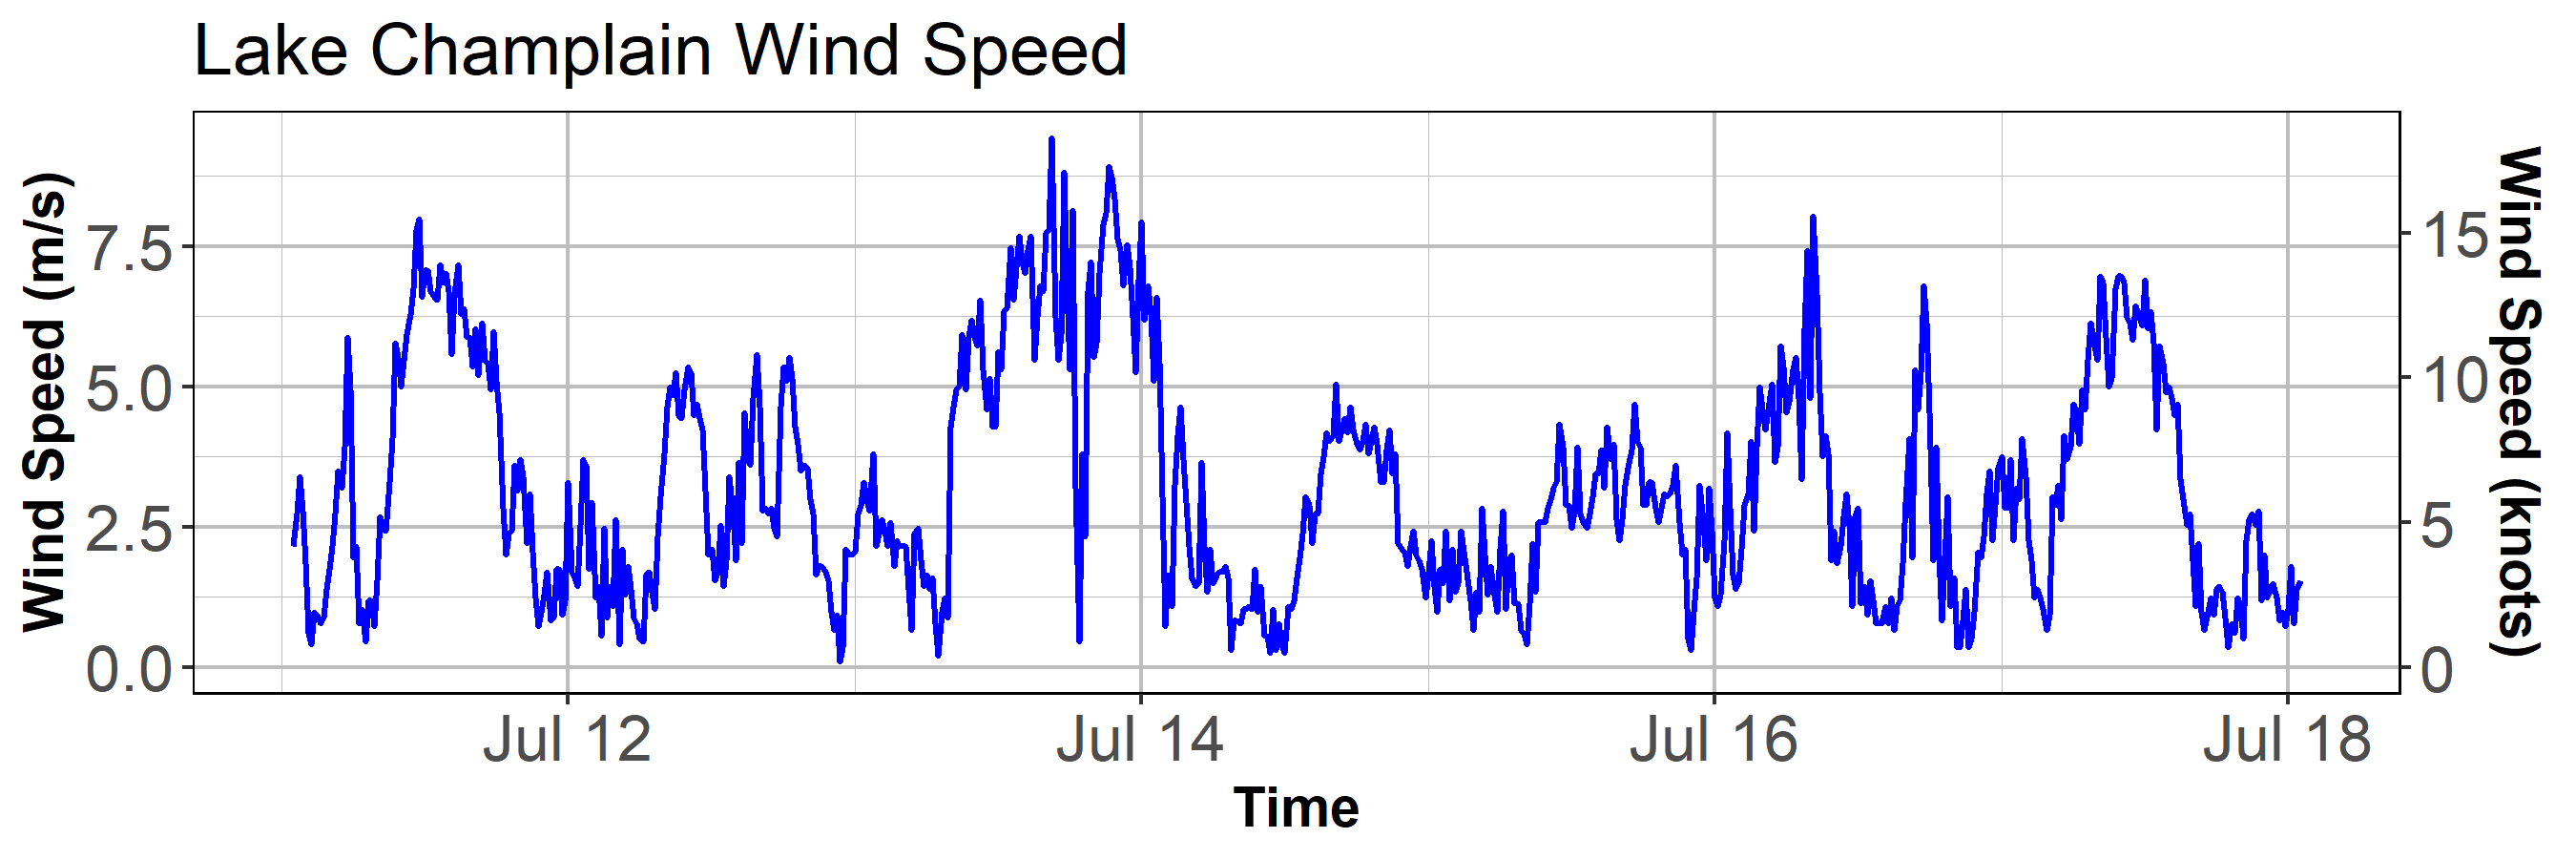 Lake Champlain Wind Speed
Wind Speed (m/s)
7.5
5.0
2.5
0.0
15
10
5
0
Wind Speed (knots)
Jul 12
Jul 14
Jul 16
Jul 18
Time